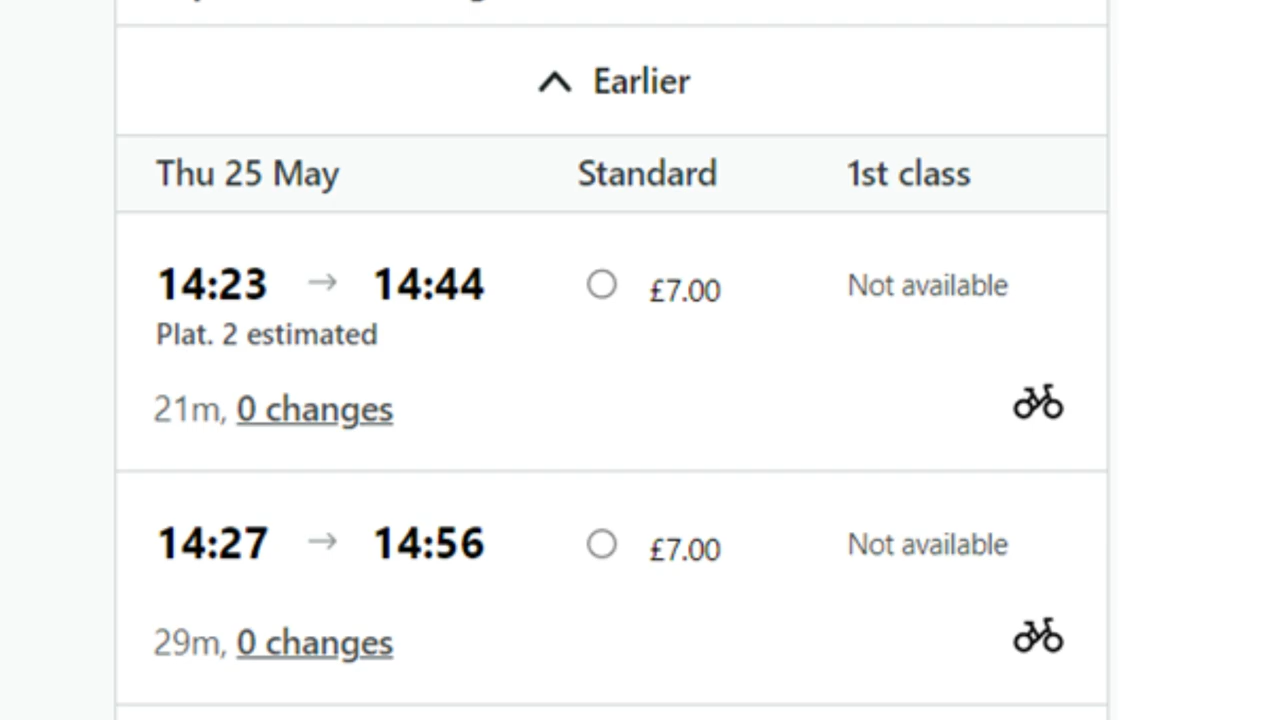 Earlier
Thu 25 May Standard 1st class
14:23 → 14:44 £7.00 Not available
Plat. 2 estimated
21m, 0 changes
14:27 → 14:56 £7.00 Not available
29m, 0 changes